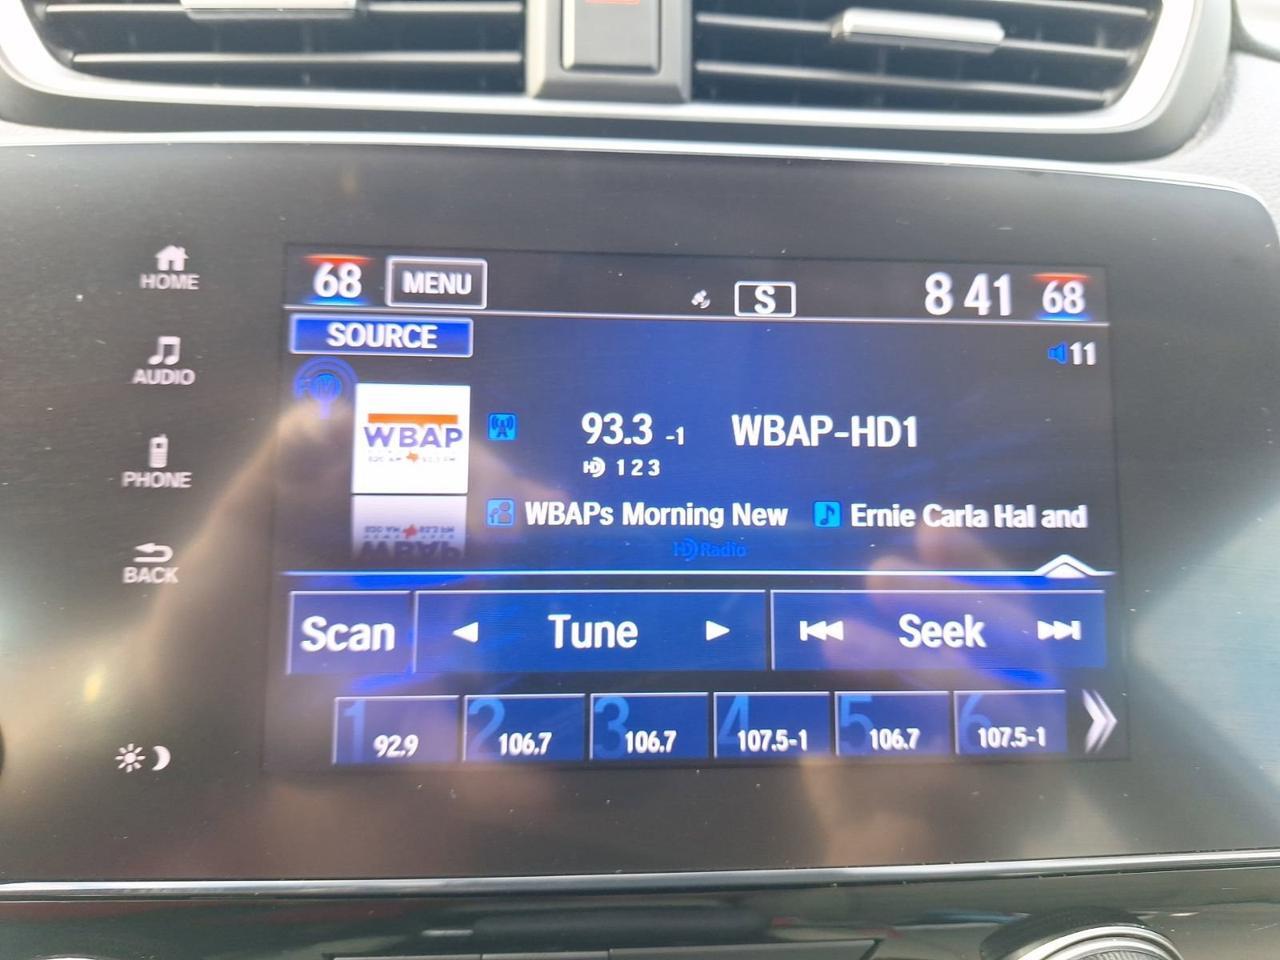 68 MENU S 8 41 68
HOME
SOURCE
11
AUDIO
FM
WBAP
93.3 -1 WBAP-HD1
HD 1 2 3
PHONE
WBAPs Morning New Ernie Carla Hal and
HD Radio
BACK
Scan Tune Seek
1 92.9 2 106.7 3 106.7 4 107.5-1 5 106.7 6 107.5-1